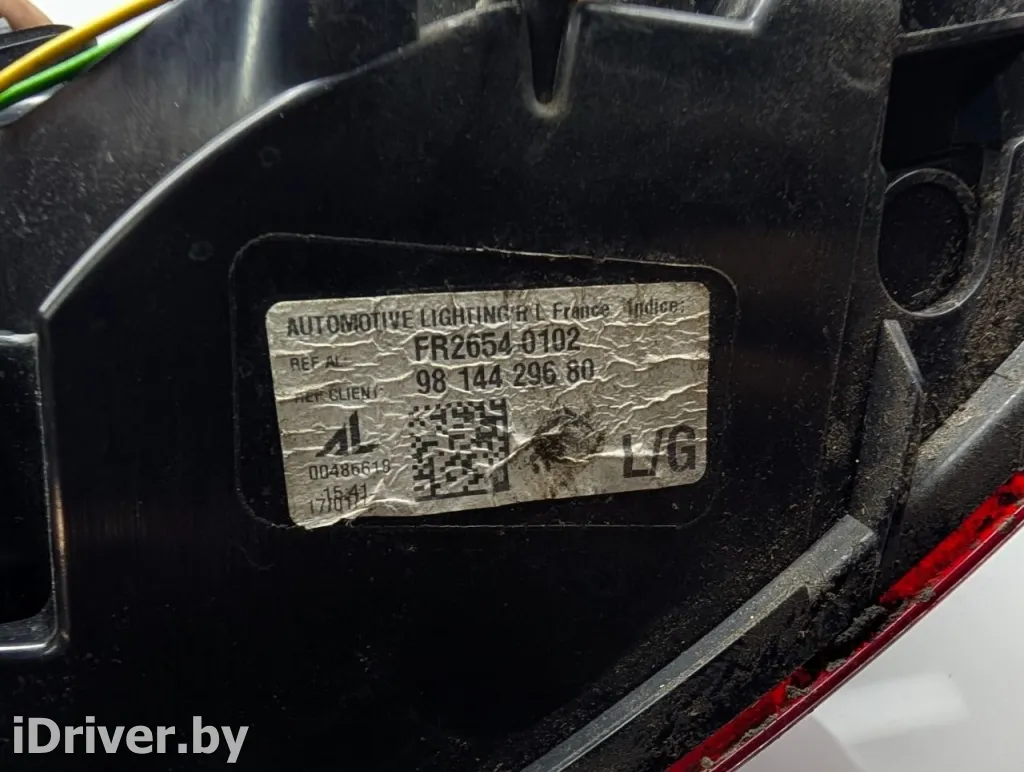 AUTOMOTIVE LIGHTING R L France Indice:
REF AL: FR2654 0102
REF CLIENT 98 144 296 80
AL
L/G
iDriver.by